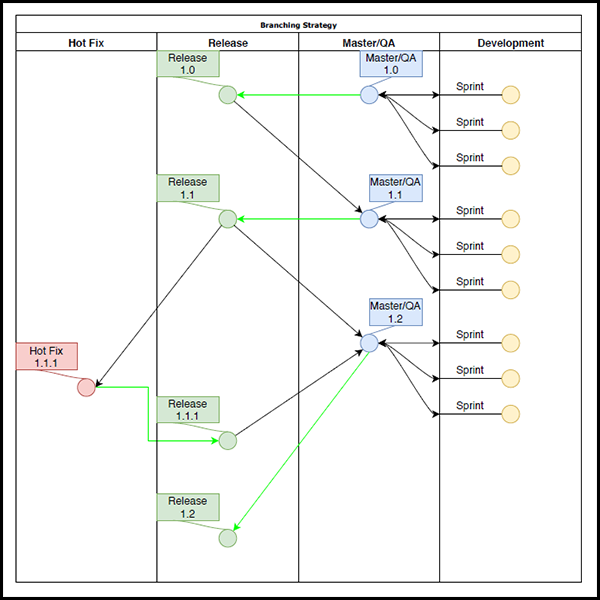 Branching Strategy
Hot Fix
Release
Master/QA
Development
Release
1.0
Master/QA
1.0
Sprint
Sprint
Sprint
Release
1.1
Master/QA
1.1
Sprint
Sprint
Sprint
Master/QA
1.2
Sprint
Sprint
Sprint
Hot Fix
1.1.1
Release
1.1.1
Release
1.2